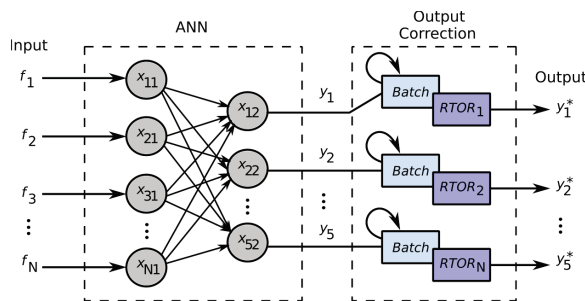 ANN
Output
Correction
Input
Output
f1
x11
y1
x12
Batch
RTOR1
y1*
f2
x21
y2
x22
Batch
RTOR2
y2*
f3
x31
...
...
...
...
y5
x52
Batch
RTORN
y5*
fN
xN1